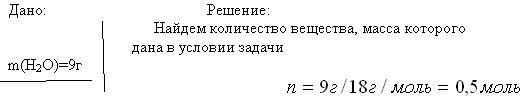 Дано:
Решение:
Найдем количество вещества, масса которого
дана в условии задачи
m(H₂O)=9г
n = 9г/18г/моль = 0,5моль